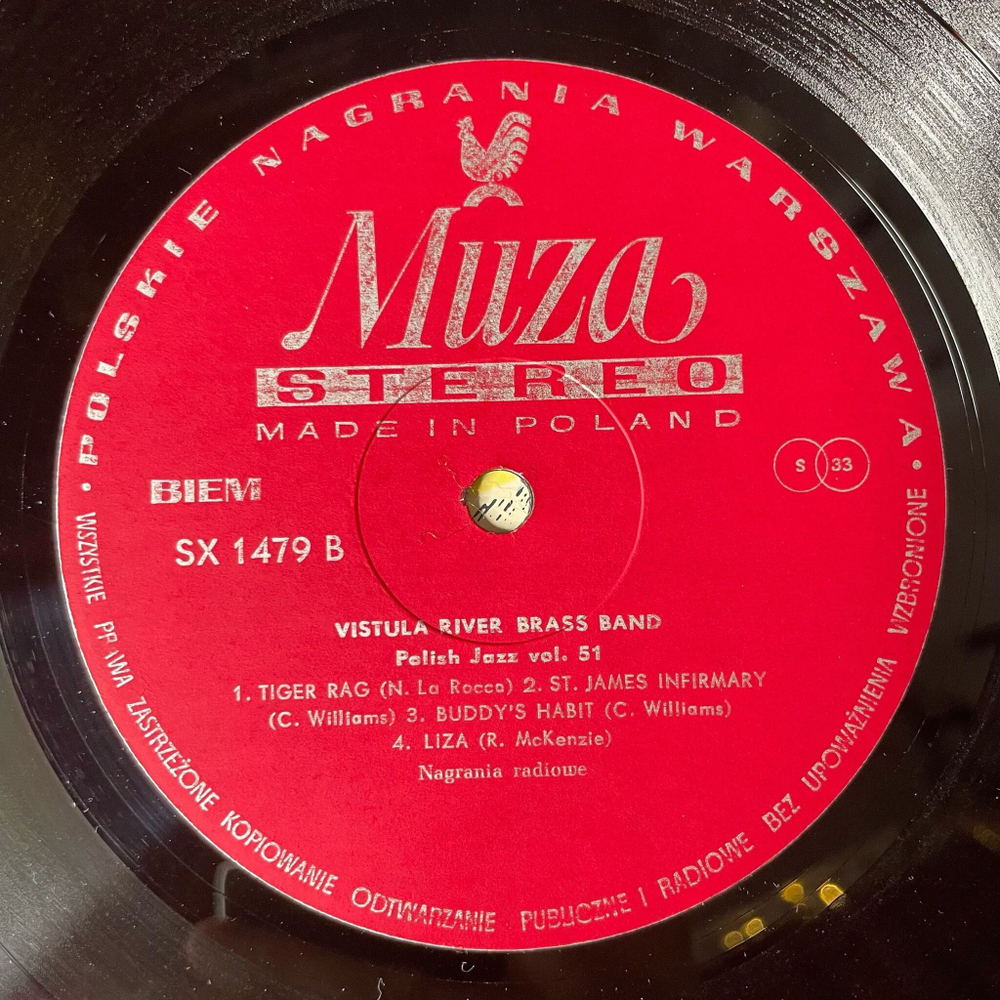 • POLSKIE NAGRANIA WARSZAWA •
Muza
STEREO
MADE IN POLAND
BIEM
S 33
SX 1479 B
VISTULA RIVER BRASS BAND
Polish Jazz vol. 51
1. TIGER RAG (N. La Rocca) 2. ST. JAMES INFIRMARY
(C. Williams) 3. BUDDY'S HABIT (C. Williams)
4. LIZA (R. McKenzie)
Nagrania radiowe
WSZYSTKIE PRAWA ZASTRZEŻONE KOPIOWANIE ODTWARZANIE PUBLICZNE I RADIOWE BEZ UPOWAŻNIENIA WZBRONIONE